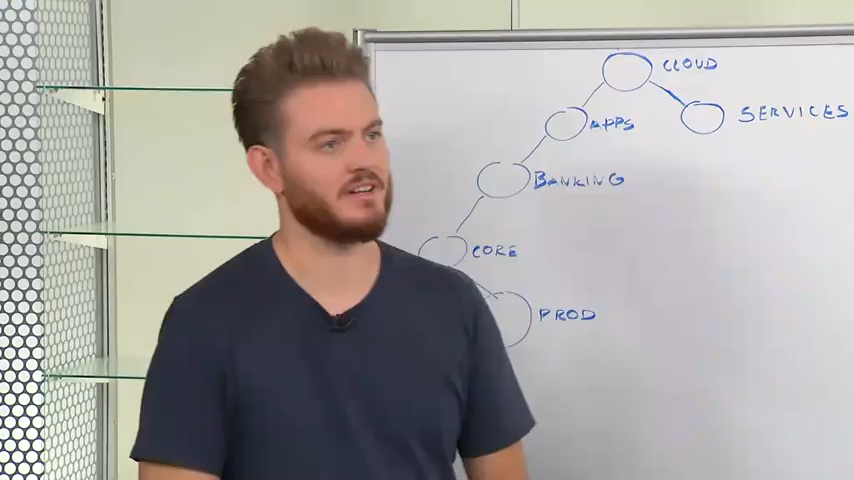 CLOUD
SERVICES
APPS
BANKING
CORE
PROD